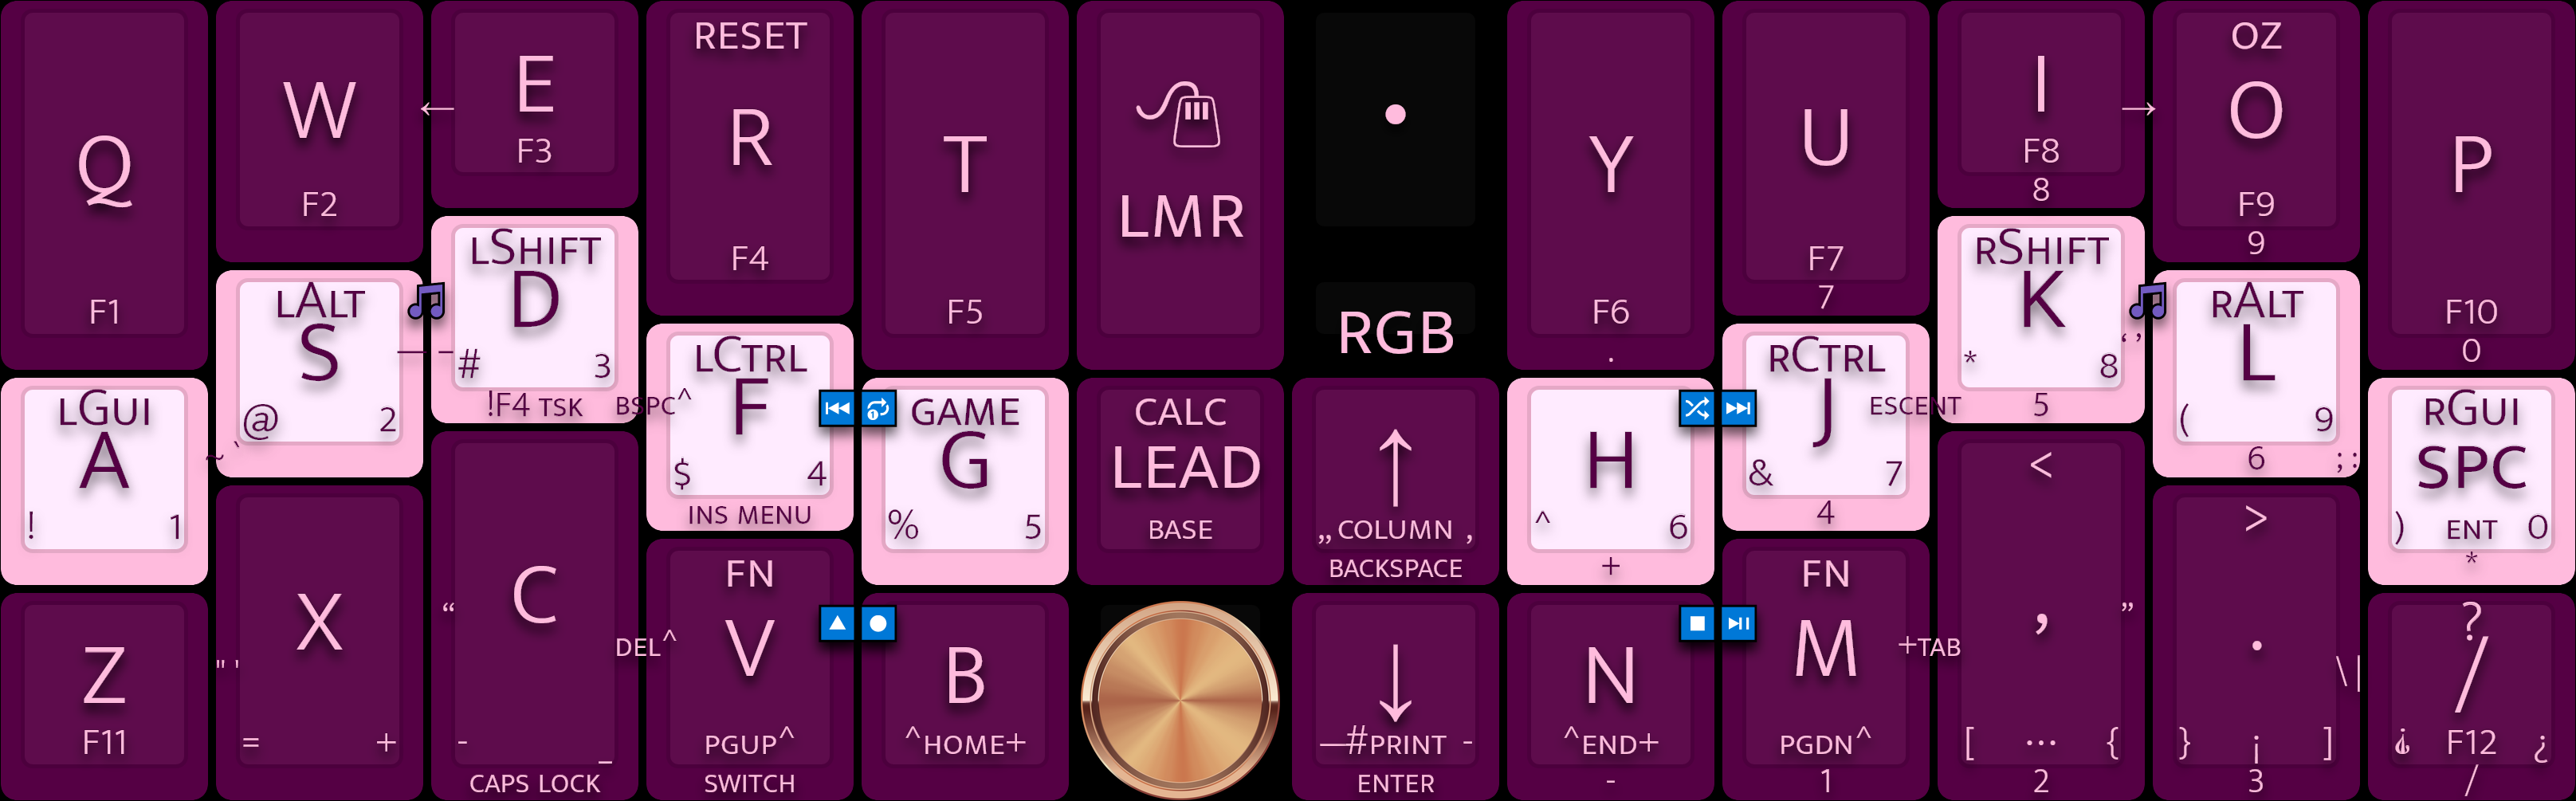 Q
F1
W
F2
←
E
F3
RESET
R
F4
T
F5
LMR
•
RGB
Y
F6
.
U
F7
7
I
F8
8
→
OZ
O
F9
9
P
F10
0
LGUI
A
! 1
LALT
S
@ 2
~ `
— -
LSHIFT
D
# 3
!F4 TSK
BSPC^
LCTRL
F
$ 4
INS MENU
GAME
G
% 5
CALC
LEAD
BASE
↑
„ COLUMN ‚
BACKSPACE
H
^ 6
+
RCTRL
J
& 7
4
ESCENT
RSHIFT
K
* 8
5
‘ ’
RALT
L
( 9
6
; :
RGUI
SPC
) ENT 0
*
Z
F11
" '
X
= +
“
C
- _
CAPS LOCK
DEL^
FN
V
PGUP^
SWITCH
B
^HOME+
↓
—#PRINT -
ENTER
N
^END+
-
FN
M
PGDN^
1
+TAB
<
,
[ … {
2
”
>
.
} ¡ ]
3
\ |
?
/
F12 ¿
/